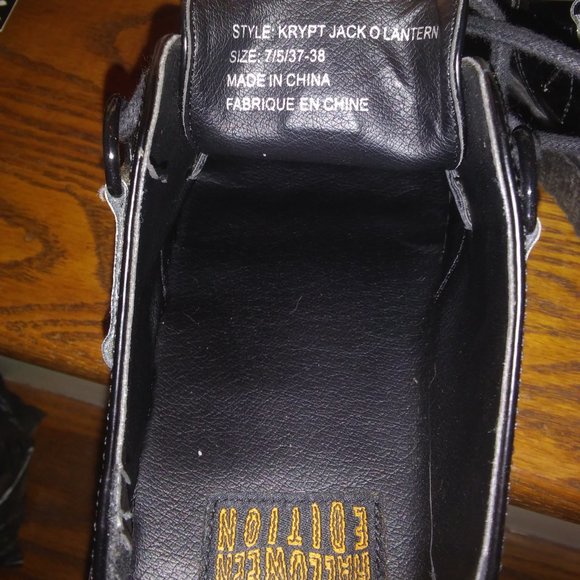 STYLE: KRYPT JACK O LANTERN
SIZE: 7/5/37-38
MADE IN CHINA
FABRIQUE EN CHINE
HALLOWEEN
EDITION